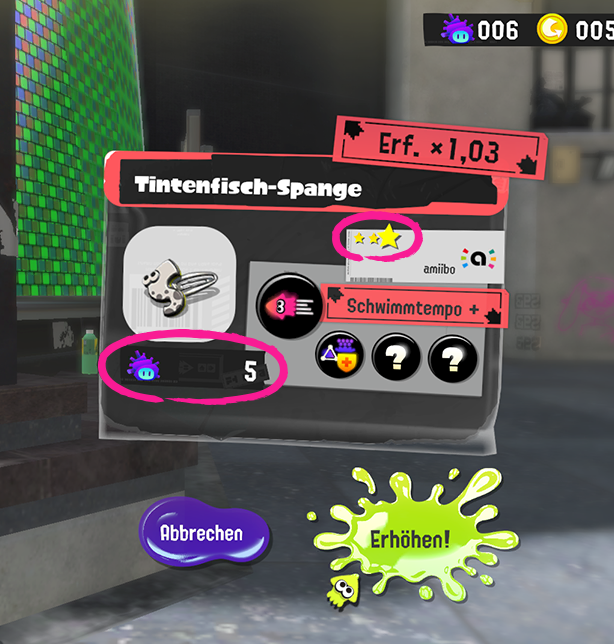 006 005
Erf. ×1,03
Tintenfisch-Spange
amiibo
3
Schwimmtempo +
? ?
5
Abbrechen
Erhöhen!